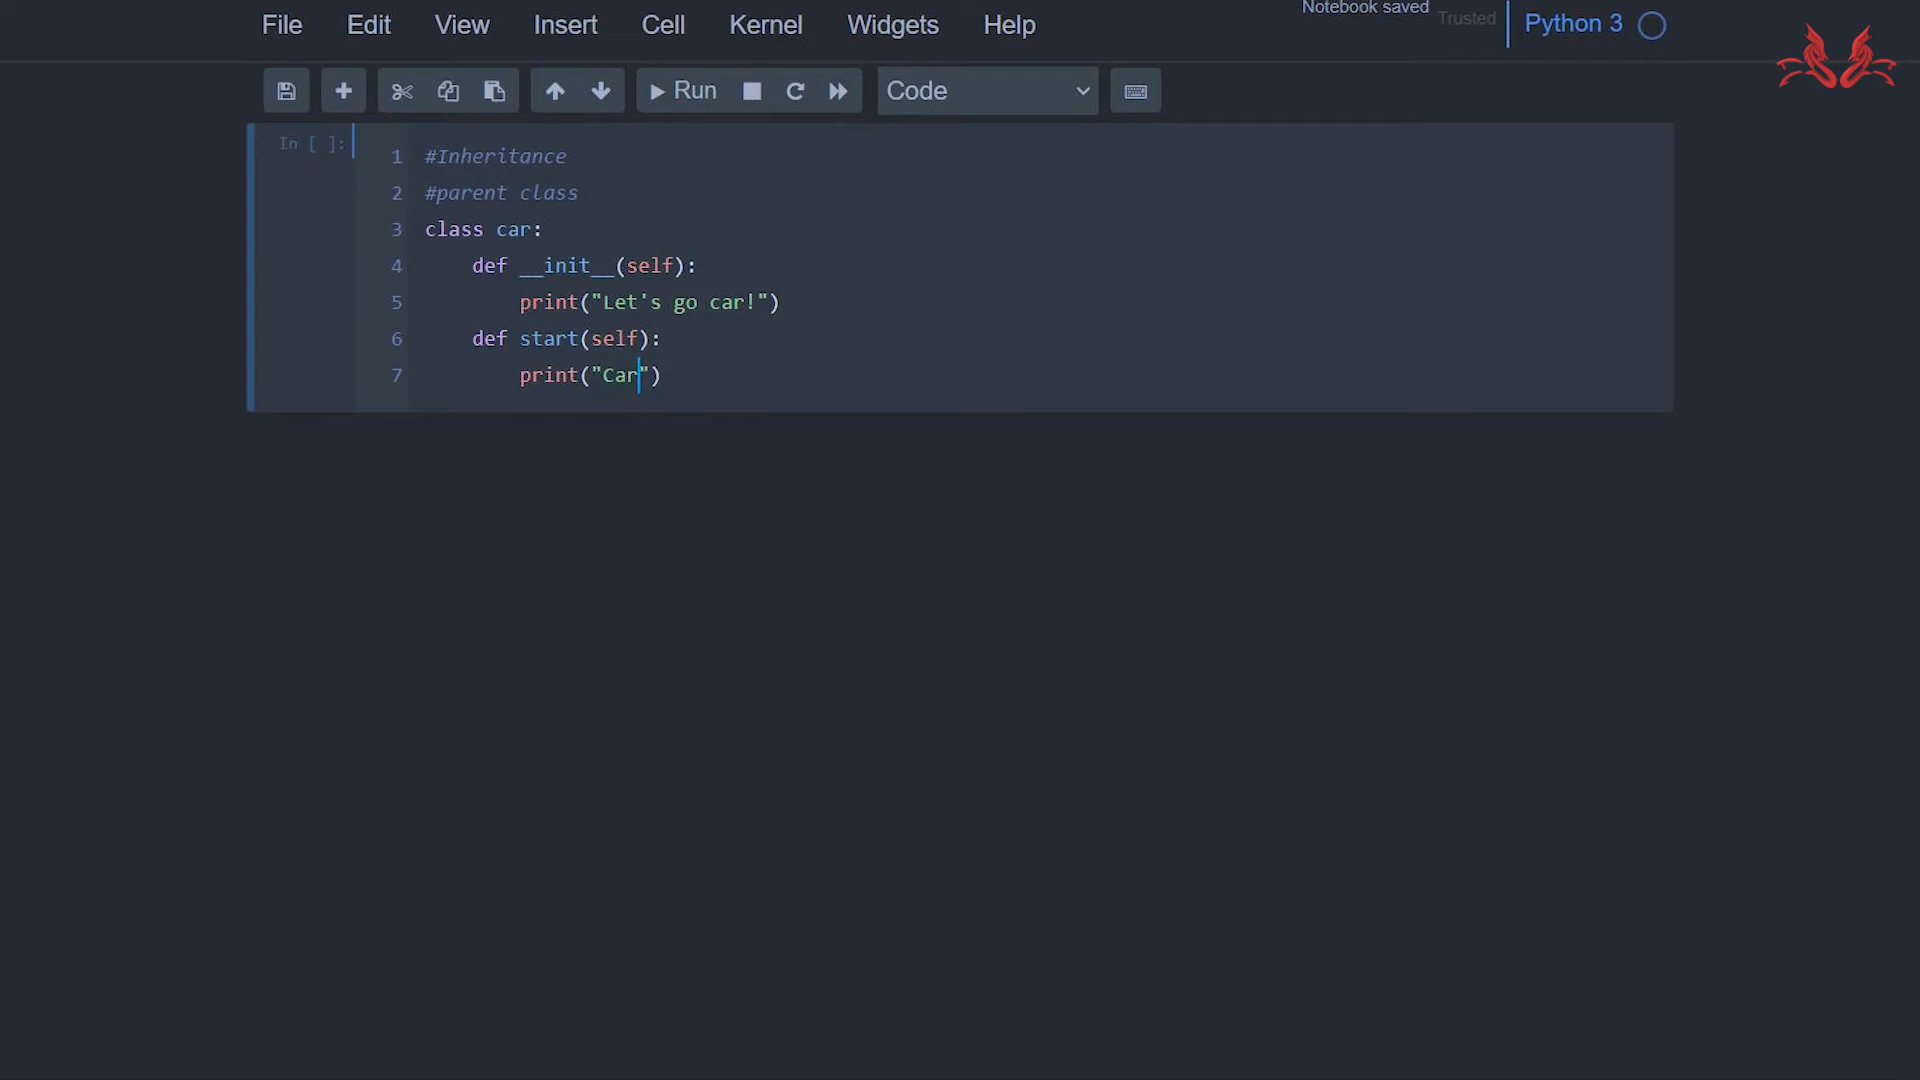 File Edit View Insert Cell Kernel Widgets Help Notebook saved Trusted Python 3
Run Code
In [ ]:
1 #Inheritance
2 #parent class
3 class car:
4     def __init__(self):
5         print("Let's go car!")
6     def start(self):
7         print("Car")